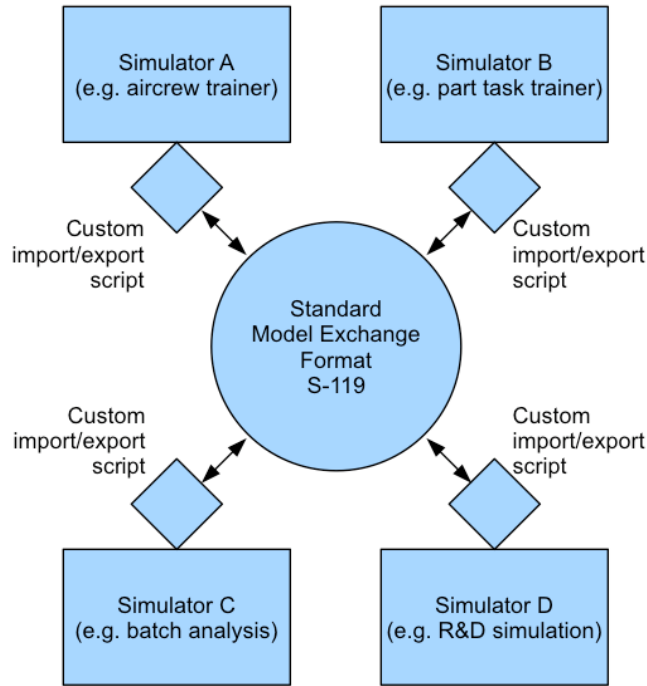 Simulator A
(e.g. aircrew trainer)
Simulator B
(e.g. part task trainer)
Custom
import/export
script
Custom
import/export
script
Standard
Model Exchange
Format
S-119
Custom
import/export
script
Custom
import/export
script
Simulator C
(e.g. batch analysis)
Simulator D
(e.g. R&D simulation)